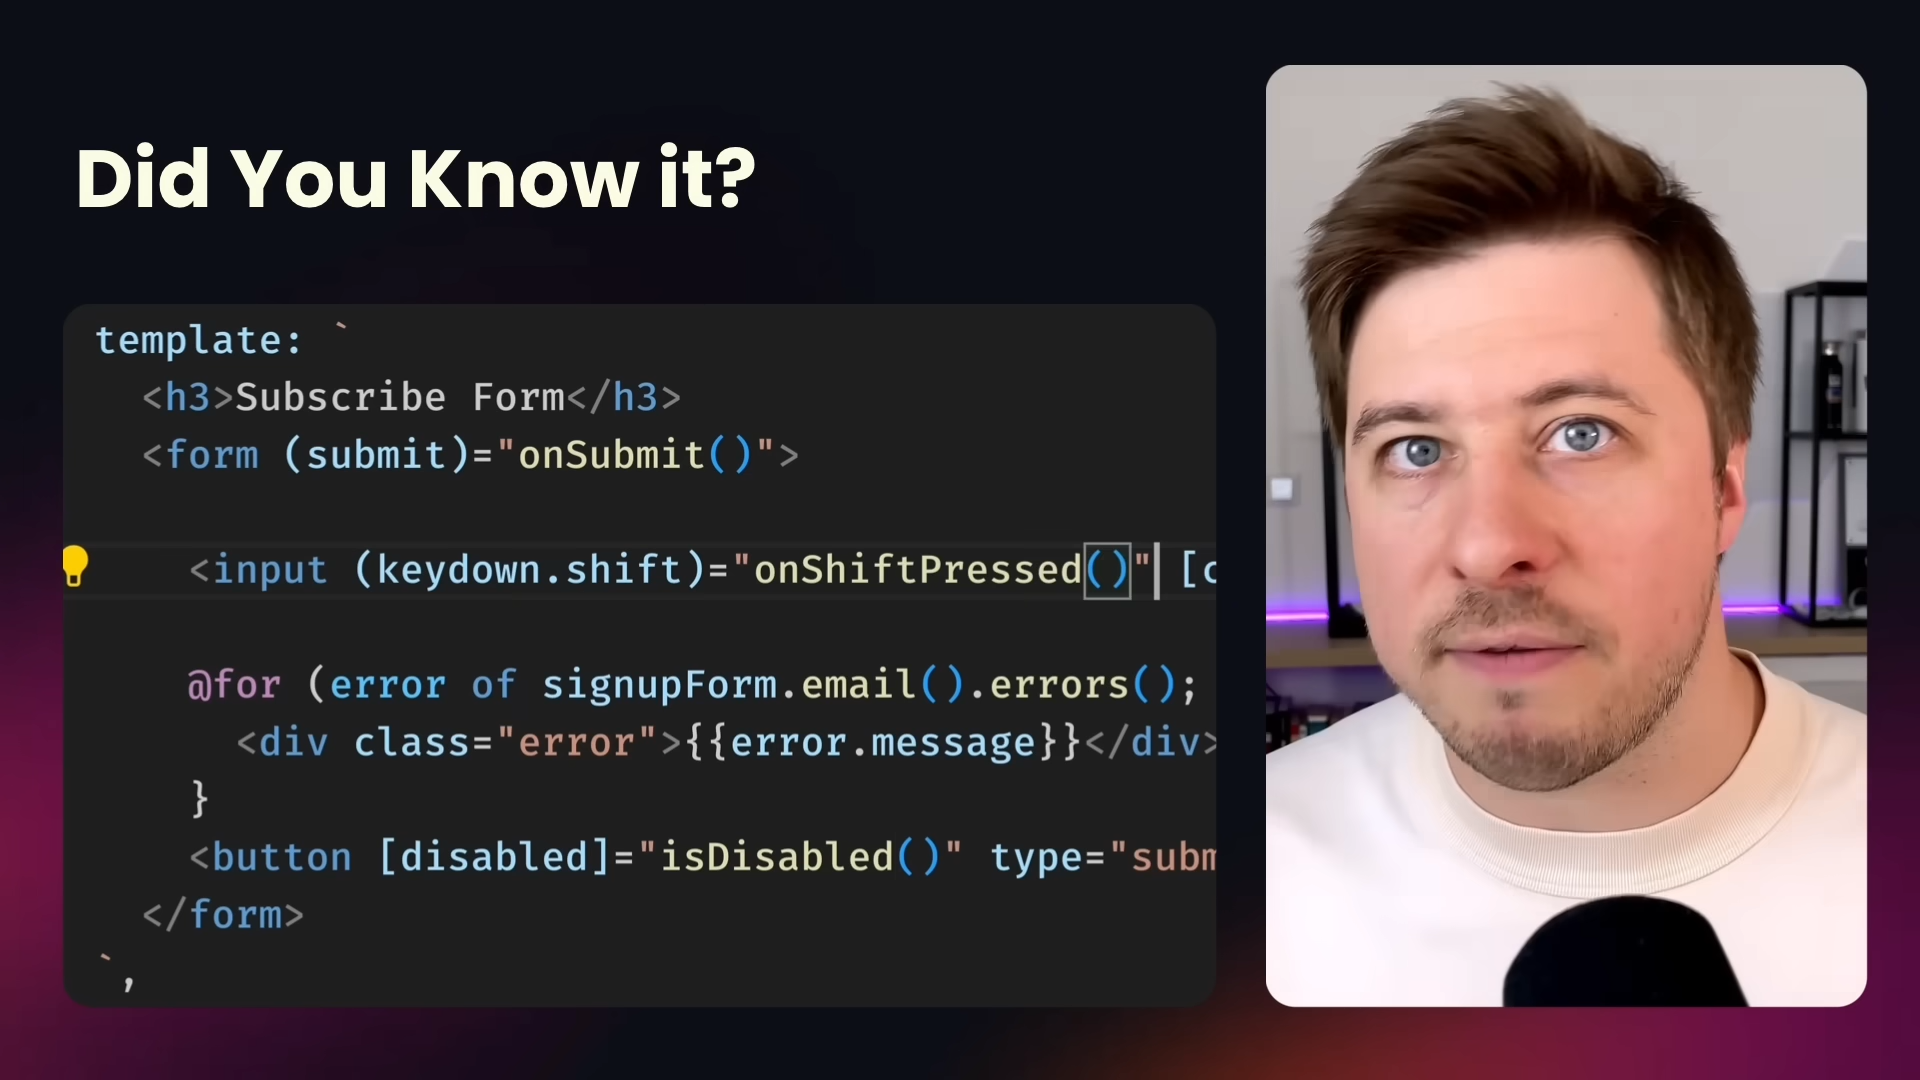 Did You Know it?
template: `
<h3>Subscribe Form</h3>
<form (submit)="onSubmit()">
<input (keydown.shift)="onShiftPressed()" [c
@for (error of signupForm.email().errors();
<div class="error">{{error.message}}</div>
}
<button [disabled]="isDisabled()" type="subm
</form>
`,